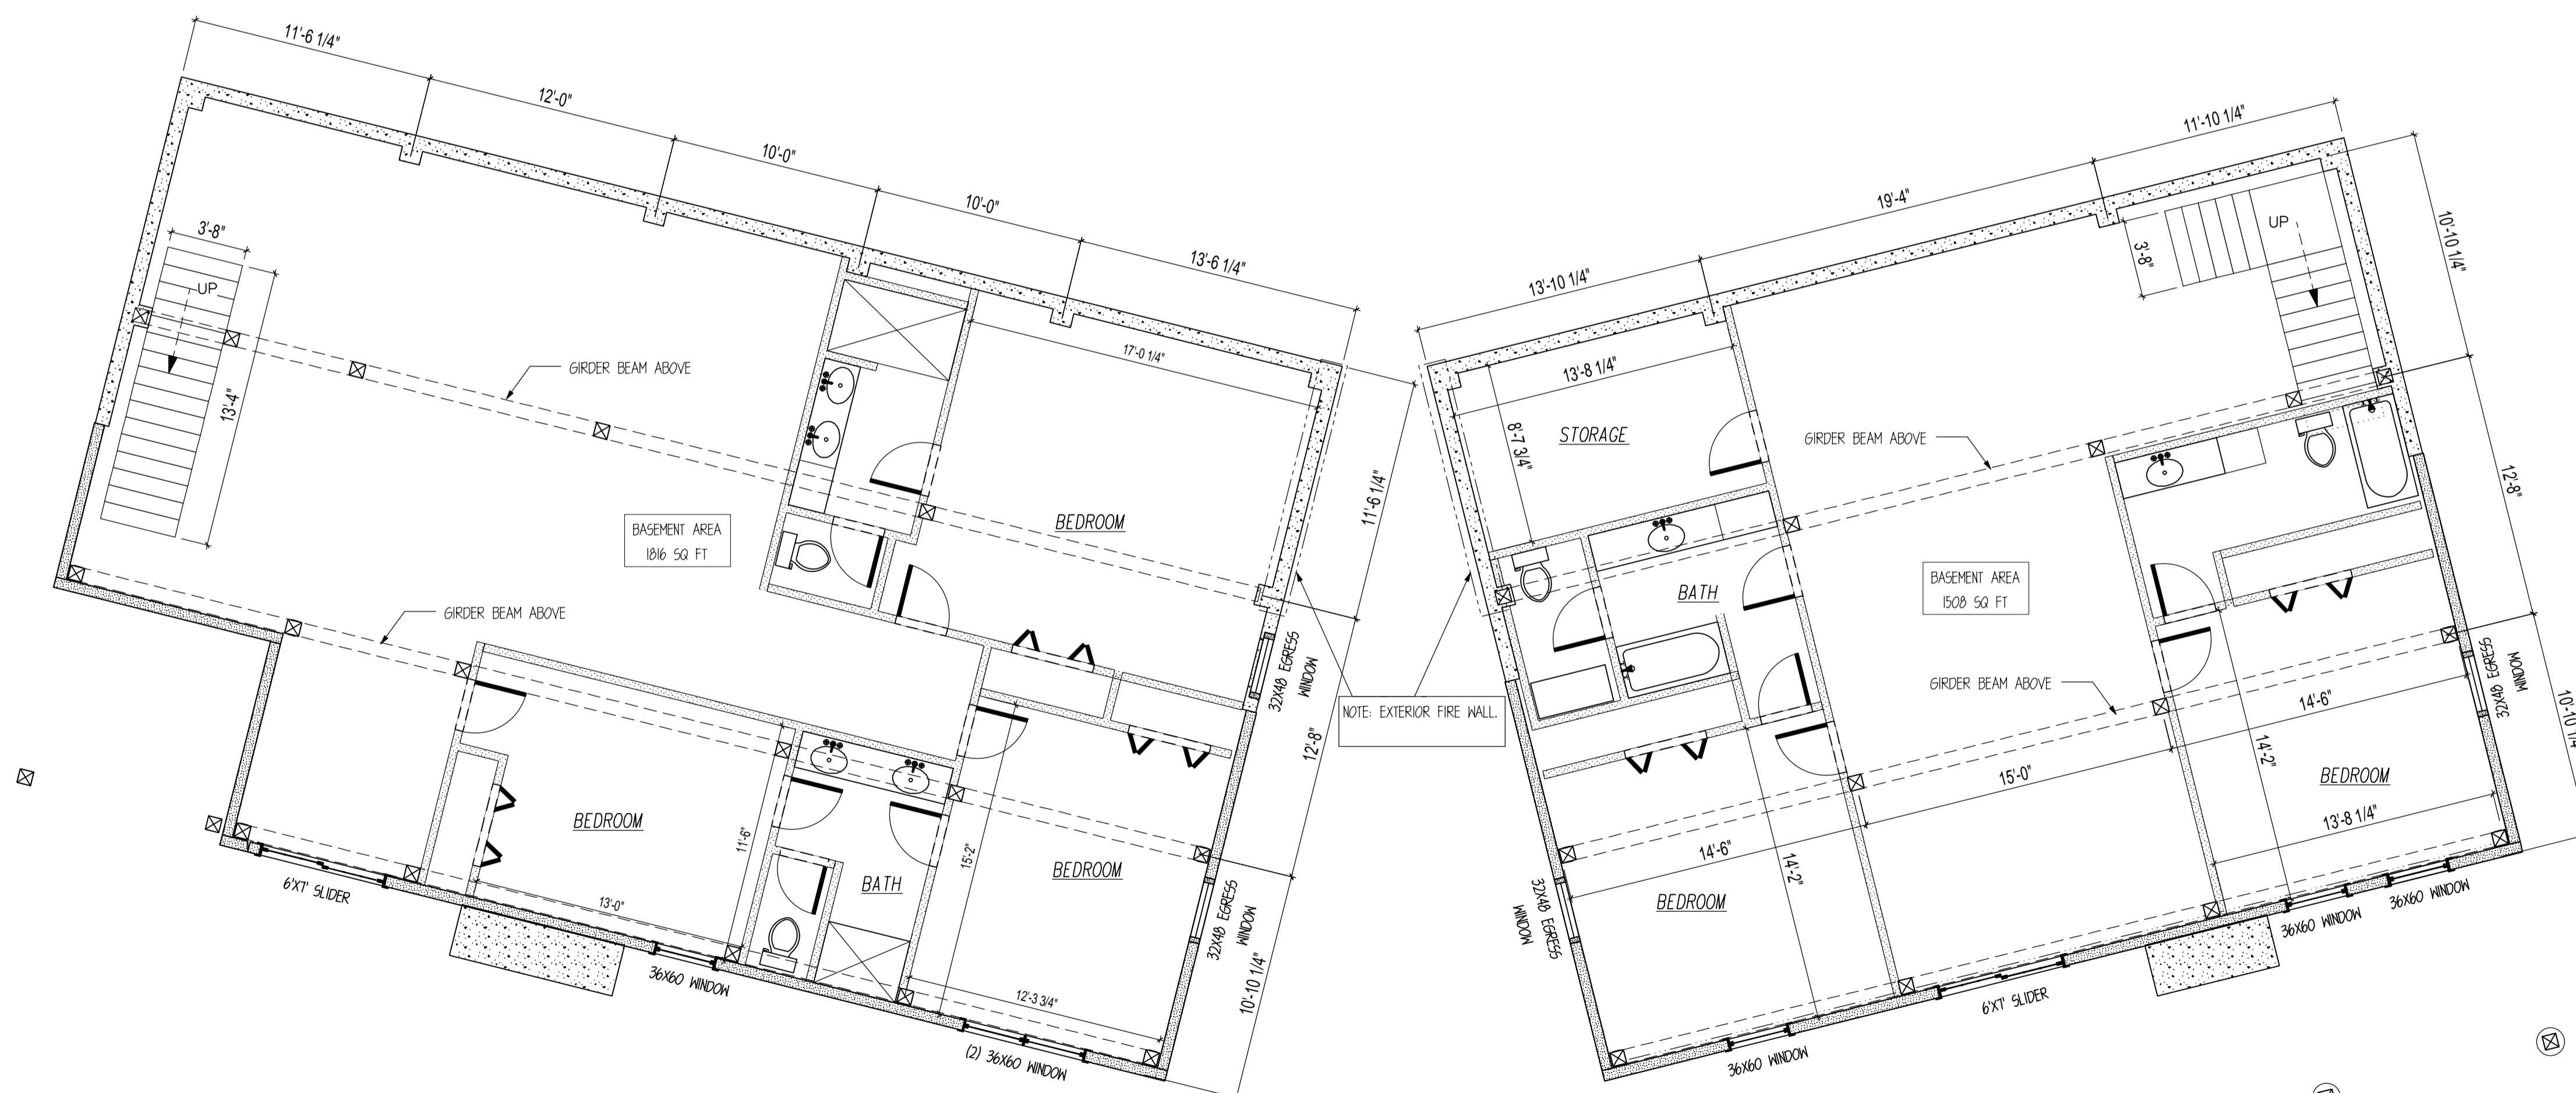 11'-6 1/4"
12'-0"
10'-0"
10'-0"
13'-6 1/4"
3'-8"
UP
13'-4"
GIRDER BEAM ABOVE
17'-0 1/4"
BASEMENT AREA
1816 SQ FT
BEDROOM
11'-6 1/4"
GIRDER BEAM ABOVE
32X48 EGRESS
WINDOW
12'-8"
BEDROOM
11'-6"
BATH
15'-2"
BEDROOM
13'-0"
12'-3 3/4"
32X48 EGRESS
WINDOW
10'-10 1/4"
6'X7' SLIDER
36X60 WINDOW
(2) 36X60 WINDOW
NOTE: EXTERIOR FIRE WALL.
13'-10 1/4"
19'-4"
11'-10 1/4"
3'-8"
UP
10'-10 1/4"
13'-8 1/4"
STORAGE
8'-7 3/4"
GIRDER BEAM ABOVE
12'-8"
BATH
BASEMENT AREA
1508 SQ FT
GIRDER BEAM ABOVE
32X48 EGRESS
WINDOW
10'-10 1/4"
14'-6"
15'-0"
14'-6"
14'-2"
BEDROOM
13'-8 1/4"
14'-2"
BEDROOM
32X48 EGRESS
WINDOW
36X60 WINDOW
6'X7' SLIDER
36X60 WINDOW
36X60 WINDOW